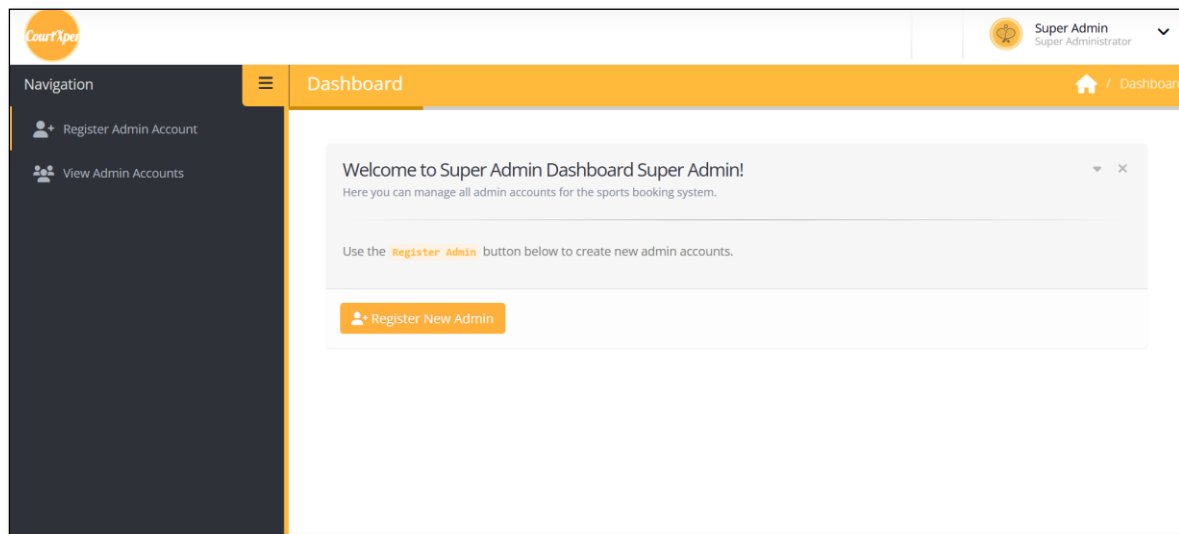 CourtXper
Super Admin
Super Administrator
Navigation
Dashboard
/ Dashboard
Register Admin Account
View Admin Accounts
Welcome to Super Admin Dashboard Super Admin!
Here you can manage all admin accounts for the sports booking system.
Use the Register Admin button below to create new admin accounts.
Register New Admin